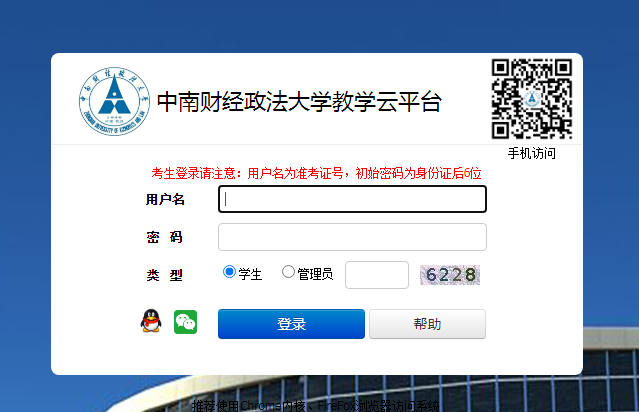 中南财经政法大学教学云平台
手机访问
考生登录请注意：用户名为准考证号，初始密码为身份证后6位
用户名
密 码
类 型 学生 管理员 6228
登录 帮助
推荐使用Chrome内核、FireFox浏览器访问系统